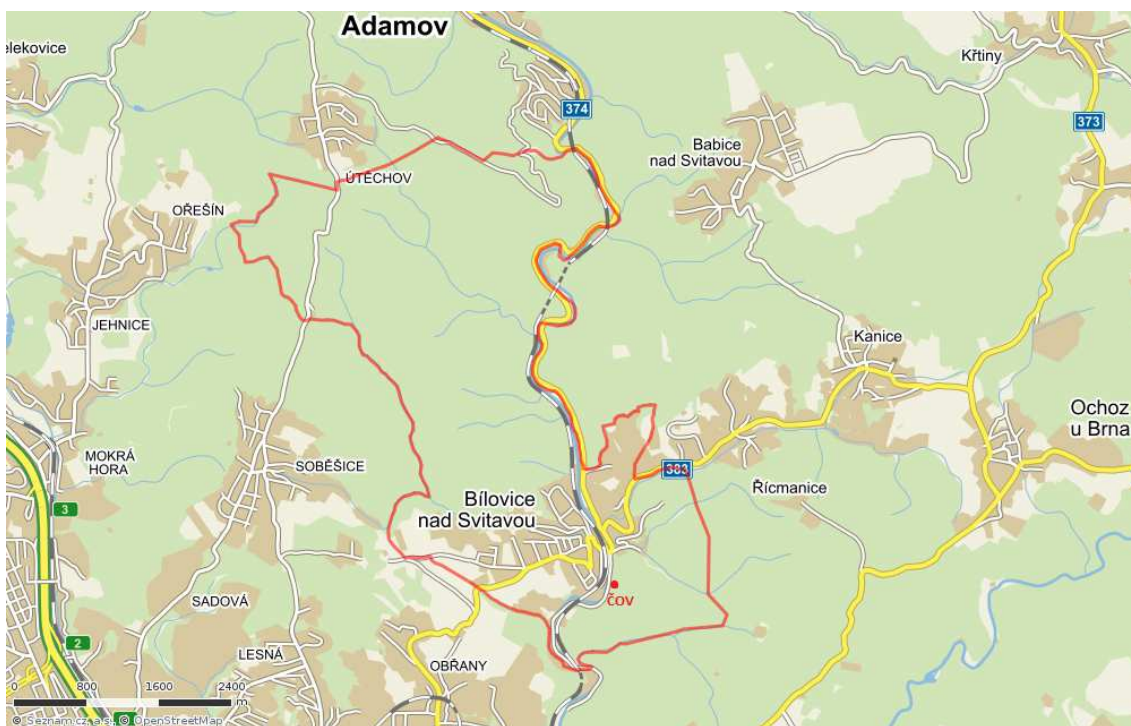 Adamov
elekovice
Křtiny
374
373
Babice
nad Svitavou
ÚTĚCHOV
OŘEŠÍN
JEHNICE
Kanice
Ochoz
u Brna
MOKRÁ
HORA
SOBĚŠICE
383
Řícmanice
Bílovice
nad Svitavou
3
čov
SADOVÁ
2
LESNÁ
OBŘANY
0 800 1600 2400
m
© Seznam.cz, a.s., © OpenStreetMap